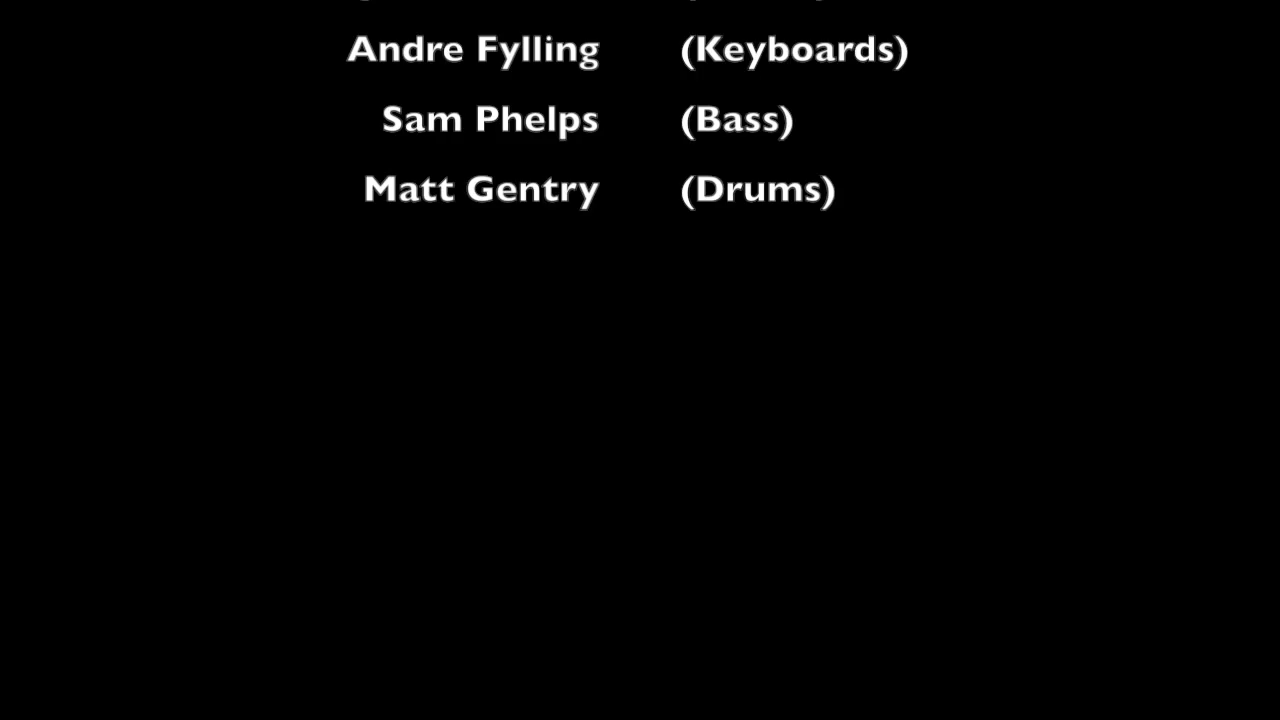 Andre Fylling (Keyboards)
Sam Phelps (Bass)
Matt Gentry (Drums)